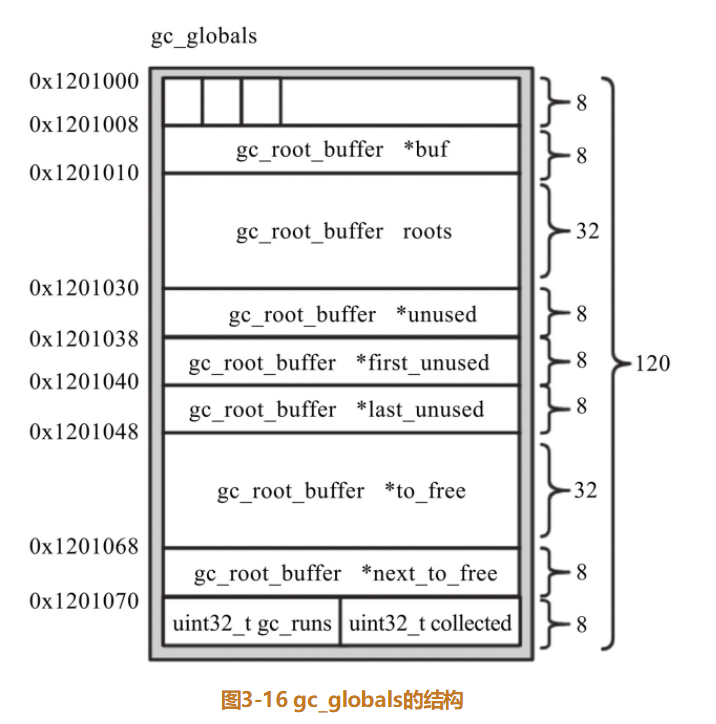 gc_globals
0x1201000
8
0x1201008
gc_root_buffer *buf
8
0x1201010
gc_root_buffer roots
32
0x1201030
gc_root_buffer *unused
8
0x1201038
gc_root_buffer *first_unused
8
120
0x1201040
gc_root_buffer *last_unused
8
0x1201048
gc_root_buffer *to_free
32
0x1201068
gc_root_buffer *next_to_free
8
0x1201070
uint32_t gc_runs uint32_t collected
8
图3-16 gc_globals的结构